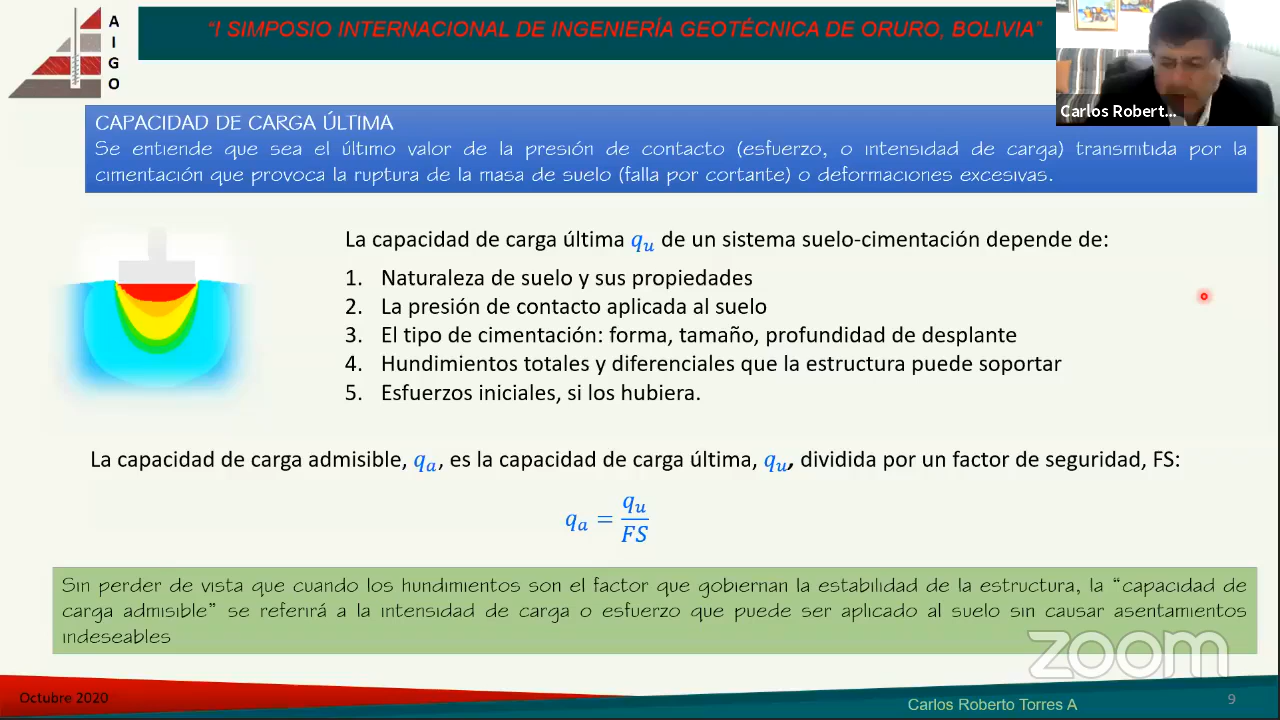 A
I
G
O
“I SIMPOSIO INTERNACIONAL DE INGENIERÍA GEOTÉCNICA DE ORURO, BOLIVIA”
Carlos Robert...
CAPACIDAD DE CARGA ÚLTIMA
Se entiende que sea el último valor de la presión de contacto (esfuerzo, o intensidad de carga) transmitida por la
cimentación que provoca la ruptura de la masa de suelo (falla por cortante) o deformaciones excesivas.
La capacidad de carga última qu de un sistema suelo-cimentación depende de:
1. Naturaleza de suelo y sus propiedades
2. La presión de contacto aplicada al suelo
3. El tipo de cimentación: forma, tamaño, profundidad de desplante
4. Hundimientos totales y diferenciales que la estructura puede soportar
5. Esfuerzos iniciales, si los hubiera.
La capacidad de carga admisible, qa, es la capacidad de carga última, qu, dividida por un factor de seguridad, FS:
qa = qu/FS
Sin perder de vista que cuando los hundimientos son el factor que gobiernan la estabilidad de la estructura, la “capacidad de
carga admisible” se referirá a la intensidad de carga o esfuerzo que puede ser aplicado al suelo sin causar asentamientos
indeseables
zoom
Octubre 2020
Carlos Roberto Torres A
9